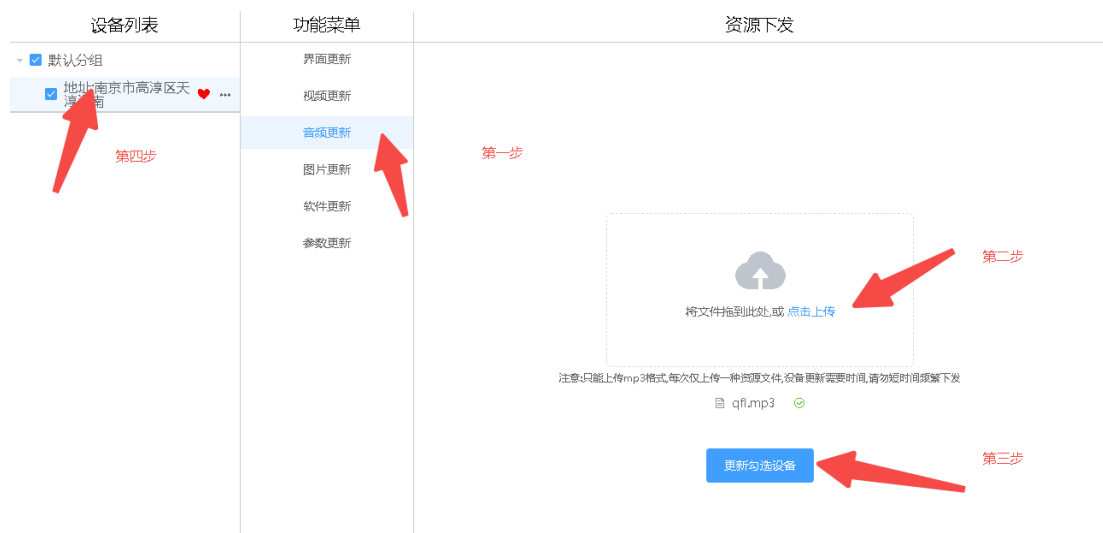 设备列表
功能菜单
资源下发
默认分组
地址:南京市高淳区天
南
第四步
界面更新
视频更新
音频更新
图片更新
软件更新
参数更新
第一步
第二步
将文件拖到此处,或 点击上传
注意:只能上传mp3格式,每次仅上传一种资源文件,设备更新需要时间,请勿短时间频繁下发
qfl.mp3
更新勾选设备
第三步